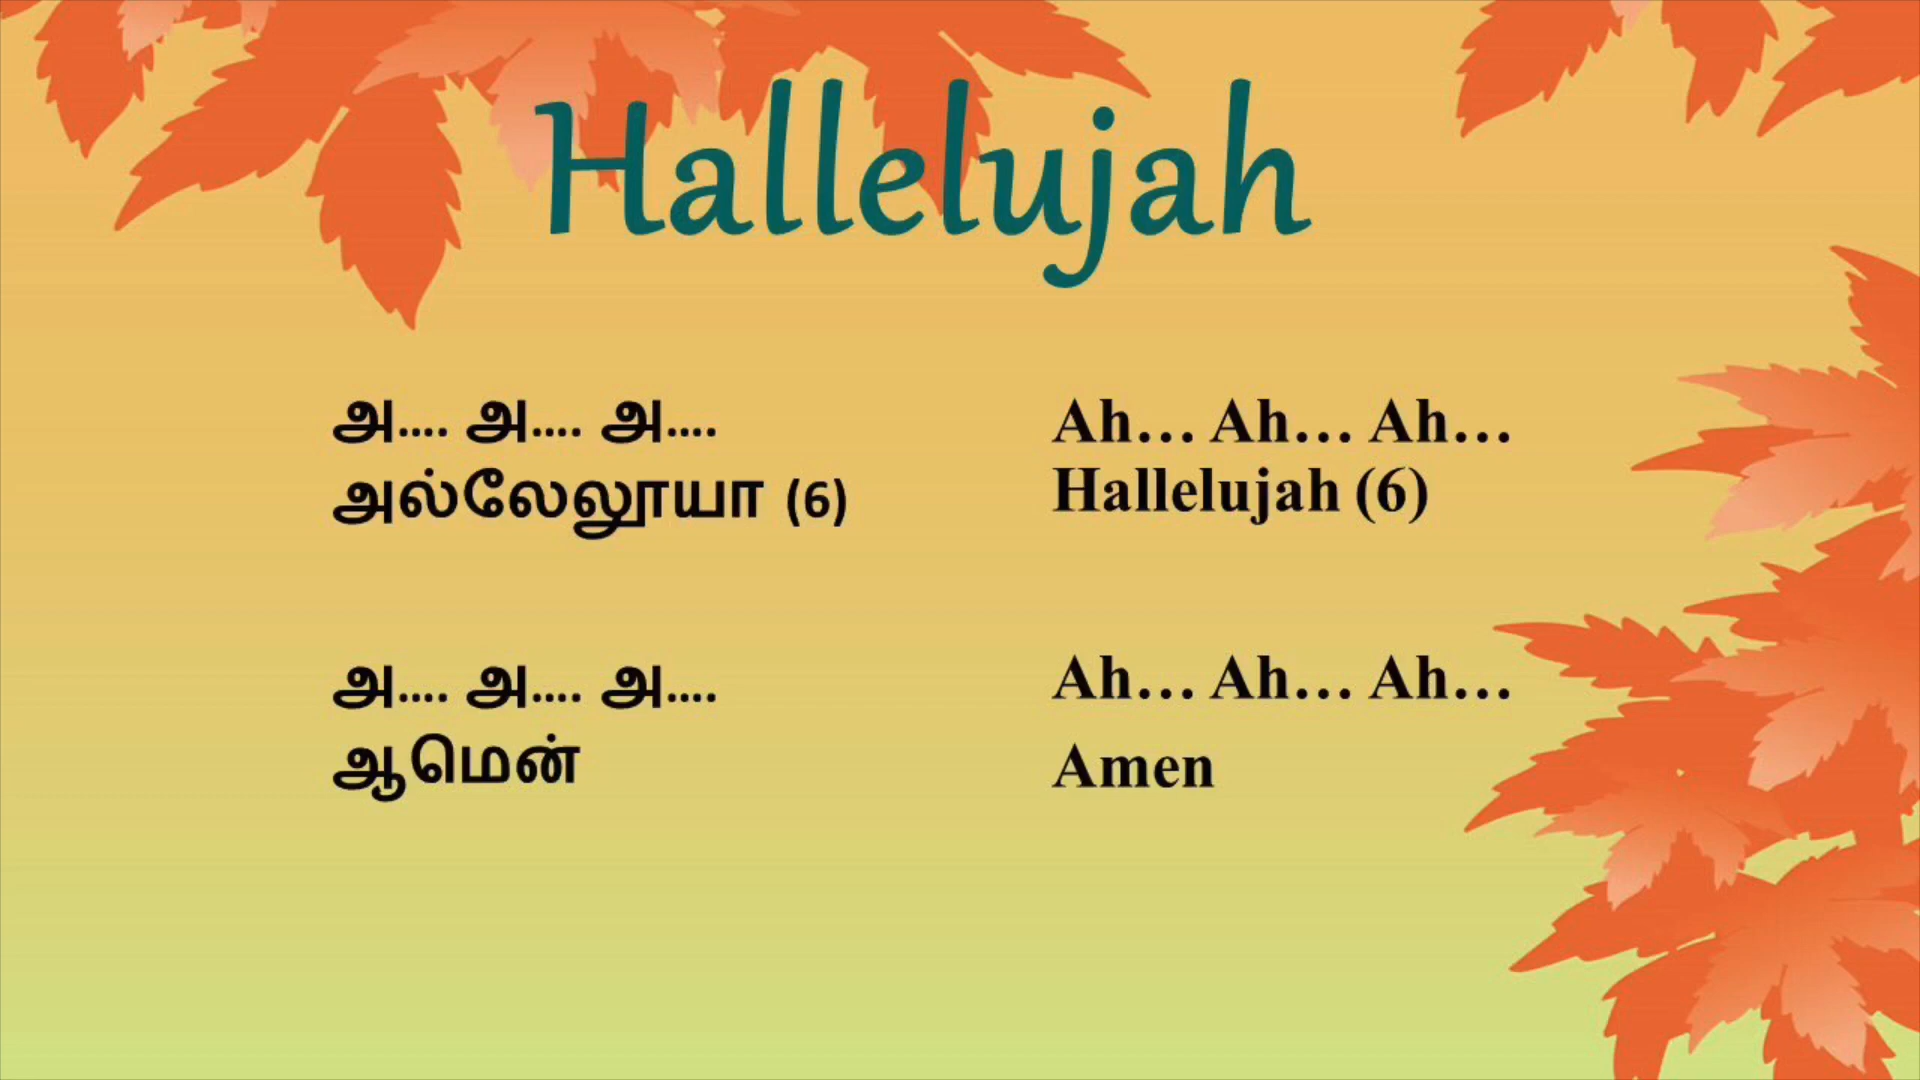 Hallelujah
அ.... அ.... அ....
அல்லேலூயா (6)
அ.... அ.... அ....
ஆமென்
Ah… Ah… Ah…
Hallelujah (6)
Ah… Ah… Ah…
Amen